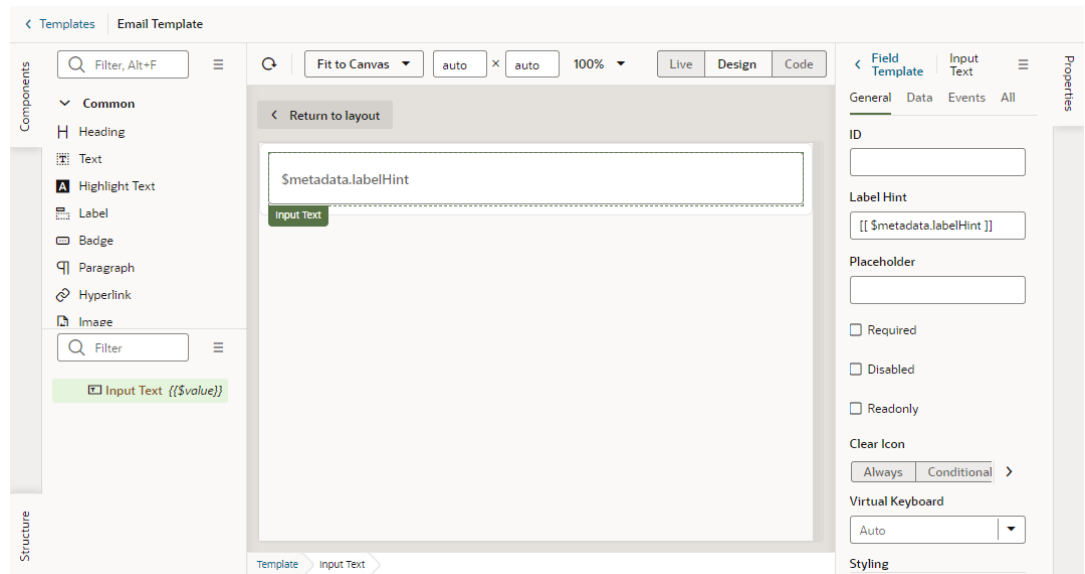 Templates
Email Template
Components
Filter, Alt+F
Common
Heading
Text
Highlight Text
Label
Badge
Paragraph
Hyperlink
Image
Filter
Input Text {{$value}}
Structure
Fit to Canvas
auto × auto
100%
Live Design Code
Return to layout
$metadata.labelHint
Input Text
Template Input Text
Field Template
Input Text
Properties
General Data Events All
ID
Label Hint
[[ $metadata.labelHint ]]
Placeholder
Required
Disabled
Readonly
Clear Icon
Always Conditional
Virtual Keyboard
Auto
Styling